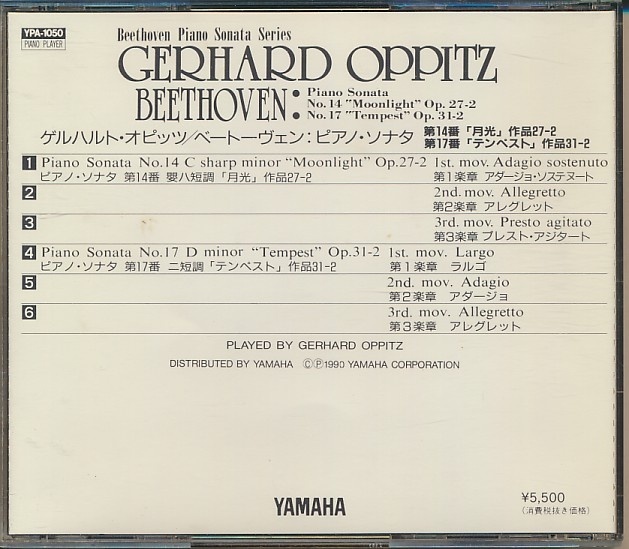 YPA-1050
PIANO PLAYER
Beethoven Piano Sonata Series
GERHARD OPPITZ
BEETHOVEN: Piano Sonata
No. 14 "Moonlight" Op. 27-2
No. 17 "Tempest" Op. 31-2
ゲルハルト・オピッツ/ベートーヴェン:ピアノ・ソナタ 第14番「月光」作品27-2
第17番「テンペスト」作品31-2
1 Piano Sonata No.14 C sharp minor "Moonlight" Op.27-2 1st. mov. Adagio sostenuto
ピアノ・ソナタ 第14番 嬰ハ短調「月光」作品27-2 第1楽章 アダージョ・ソステヌート
2 2nd. mov. Allegretto
第2楽章 アレグレット
3 3rd. mov. Presto agitato
第3楽章 プレスト・アジタート
4 Piano Sonata No.17 D minor "Tempest" Op.31-2 1st. mov. Largo
ピアノ・ソナタ 第17番 ニ短調「テンペスト」作品31-2 第1楽章 ラルゴ
5 2nd. mov. Adagio
第2楽章 アダージョ
6 3rd. mov. Allegretto
第3楽章 アレグレット
PLAYED BY GERHARD OPPITZ
DISTRIBUTED BY YAMAHA ©℗1990 YAMAHA CORPORATION
YAMAHA
¥5,500
(消費税抜き価格)